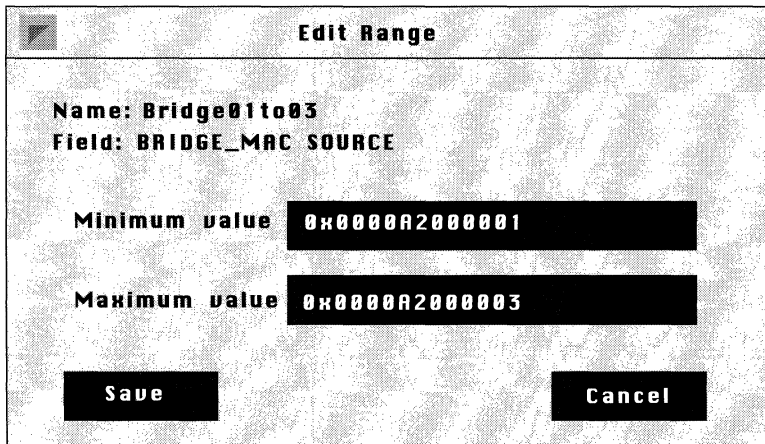 Edit Range
Name: Bridge01to03
Field: BRIDGE_MAC SOURCE
Minimum value 0x0000A2000001
Maximum value 0x0000A2000003
Save Cancel